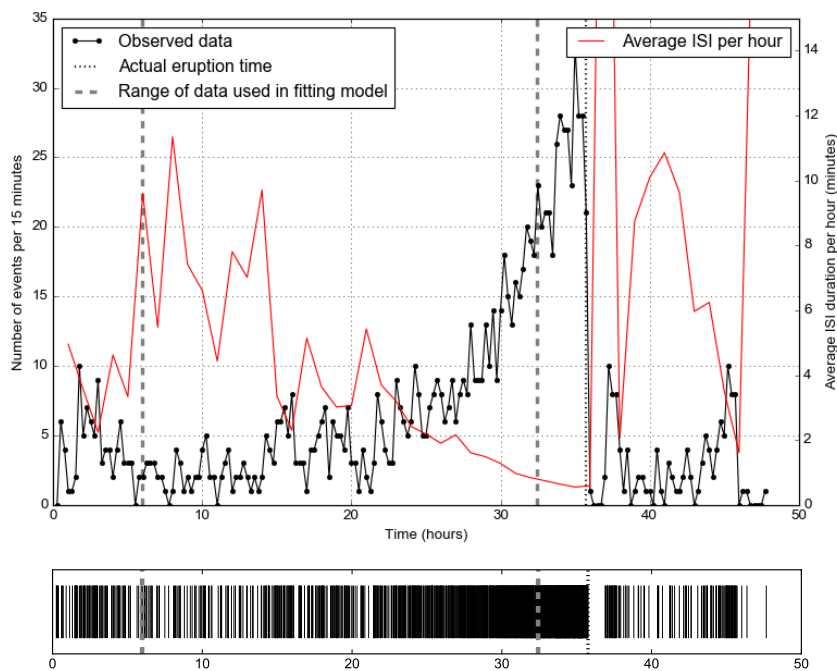 Observed data
Actual eruption time
Range of data used in fitting model
Average ISI per hour
Number of events per 15 minutes
Average ISI duration per hour (minutes)
35
30
25
20
15
10
5
0
14
12
10
8
6
4
2
0
0 10 20 30 40 50
Time (hours)
0 10 20 30 40 50